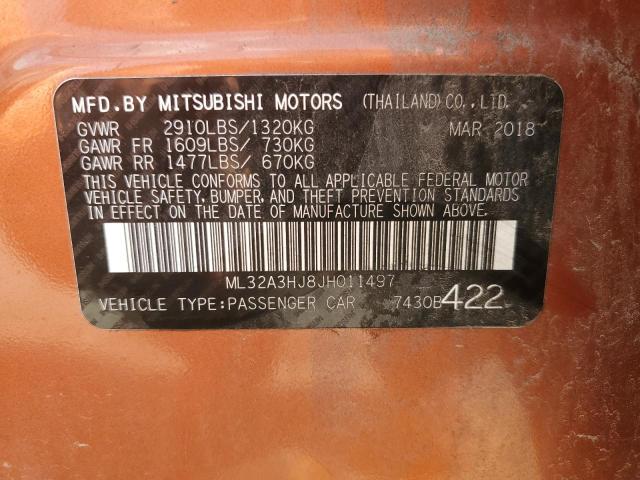 MFD.BY MITSUBISHI MOTORS (THAILAND)CO.,LTD.
GVWR 2910LBS/1320KG MAR 2018
GAWR FR 1609LBS/ 730KG
GAWR RR 1477LBS/ 670KG
THIS VEHICLE CONFORMS TO ALL APPLICABLE FEDERAL MOTOR
VEHICLE SAFETY, BUMPER, AND THEFT PREVENTION STANDARDS
IN EFFECT ON THE DATE OF MANUFACTURE SHOWN ABOVE.
ML32A3HJ8JH011497
VEHICLE TYPE:PASSENGER CAR 7430B422